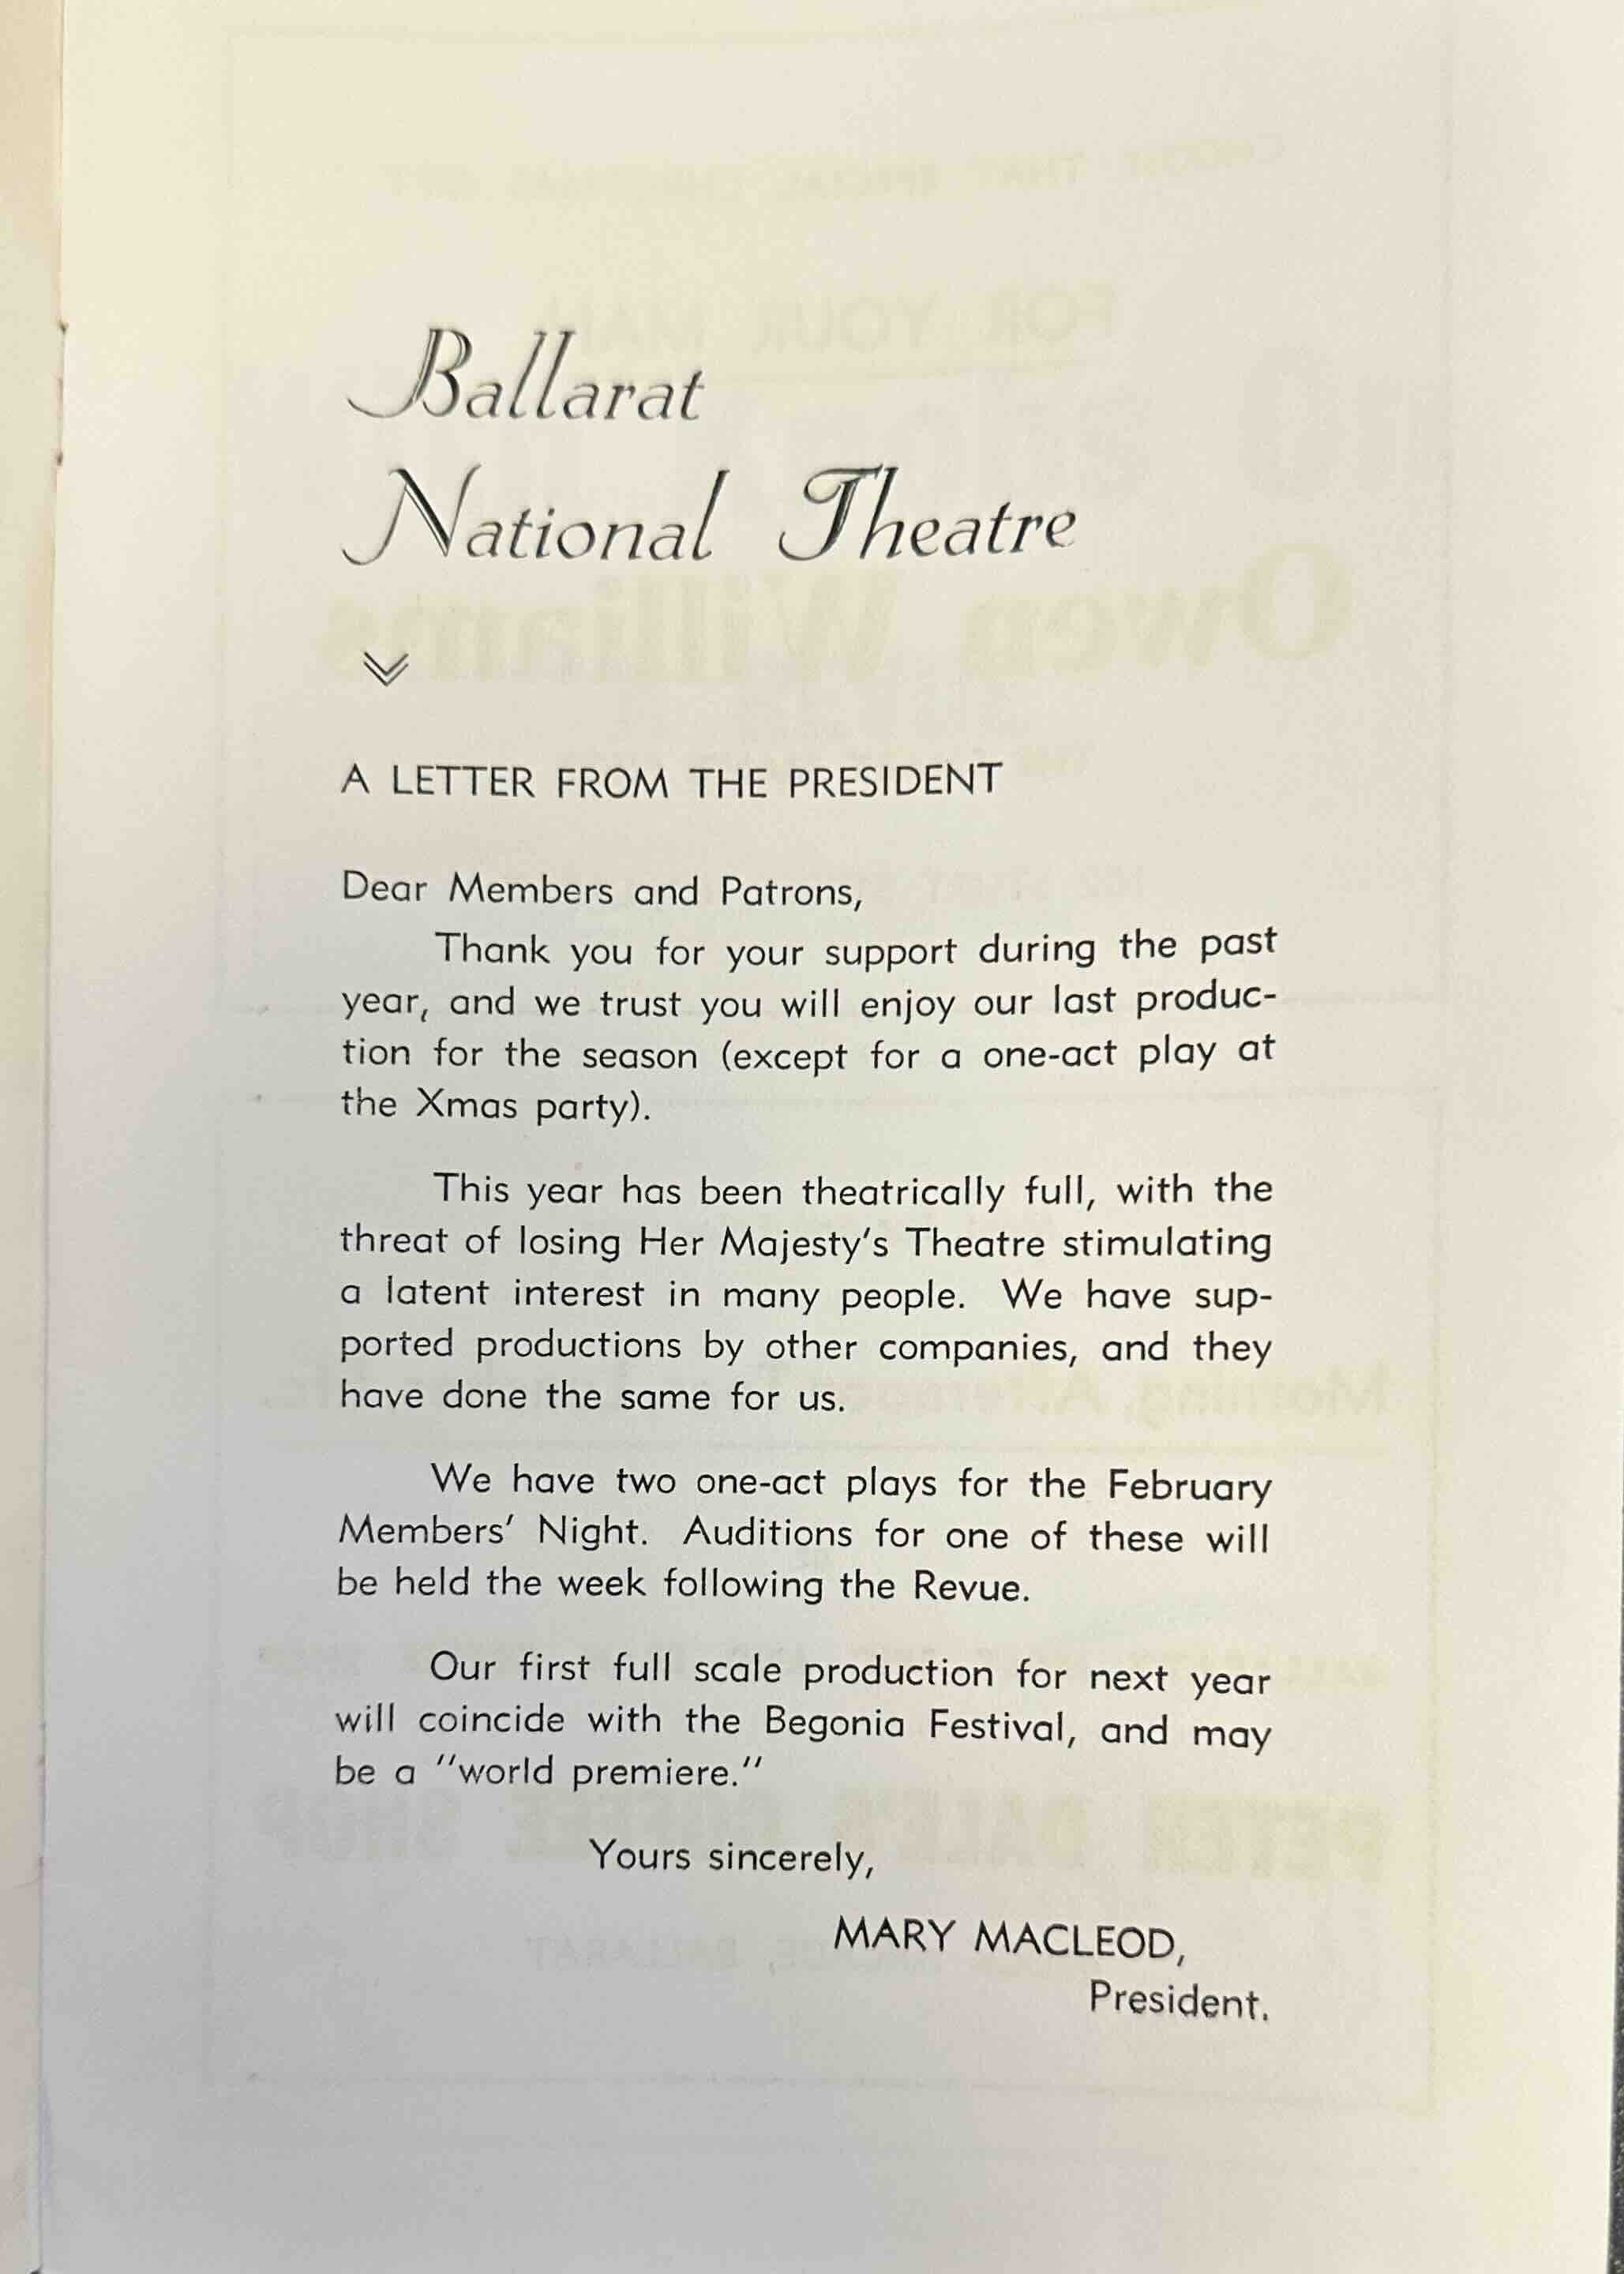 Ballarat
National Theatre
A LETTER FROM THE PRESIDENT
Dear Members and Patrons,
Thank you for your support during the past
year, and we trust you will enjoy our last produc-
tion for the season (except for a one-act play at
the Xmas party).
This year has been theatrically full, with the
threat of losing Her Majesty's Theatre stimulating
a latent interest in many people. We have sup-
ported productions by other companies, and they
have done the same for us.
We have two one-act plays for the February
Members' Night. Auditions for one of these will
be held the week following the Revue.
Our first full scale production for next year
will coincide with the Begonia Festival, and may
be a "world premiere."
Yours sincerely,
MARY MACLEOD,
President.